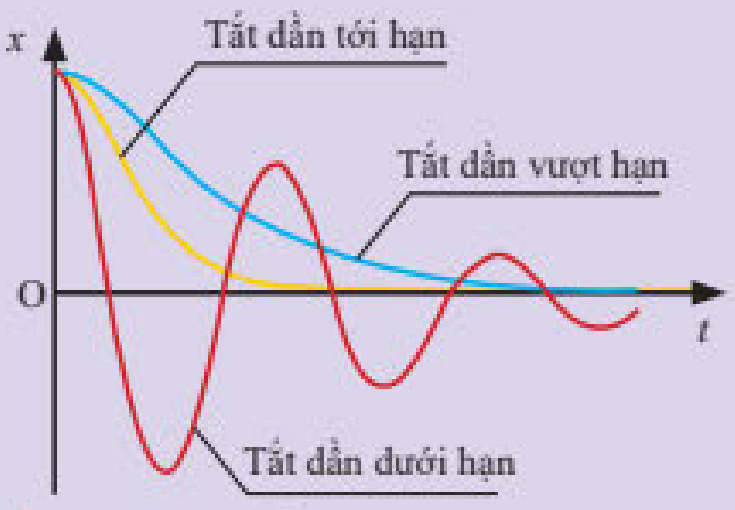 x
Tắt dần tới hạn
Tắt dần vượt hạn
O
t
Tắt dần dưới hạn